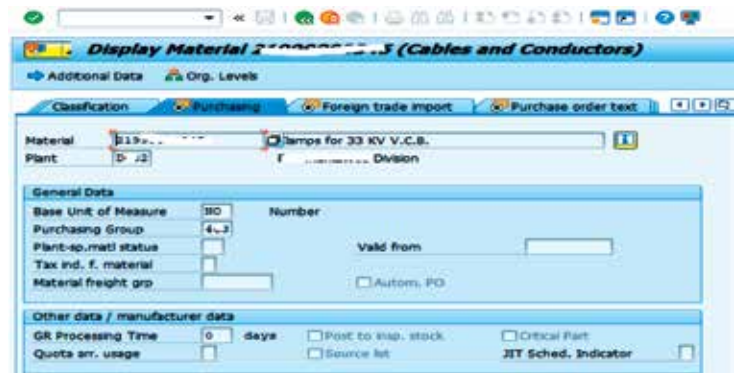 Display Material (Cables and Conductors)
Additional Data Org. Levels
Classification Purchasing Foreign trade import Purchase order text
Material Clamps for 33 KV V.C.B.
Plant Division
General Data
Base Unit of Measure NO Number
Purchasing Group
Plant-sp.matl status Valid from
Tax ind. f. material
Material freight grp Autom. PO
Other data / manufacturer data
GR Processing Time 0 days Post to insp. stock Critical Part
Quota arr. usage Source list JIT Sched. Indicator